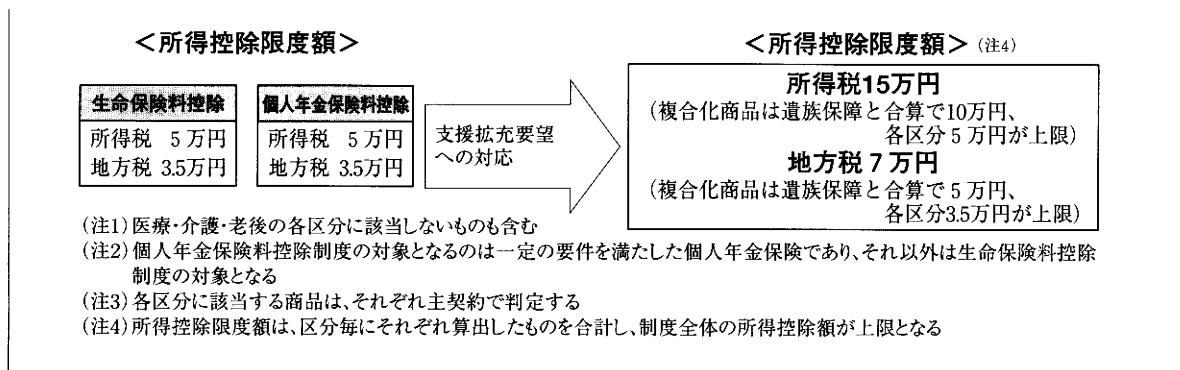 ＜所得控除限度額＞
生命保険料控除
所得税 5万円
地方税 3.5万円
個人年金保険料控除
所得税 5万円
地方税 3.5万円
支援拡充要望
への対応
＜所得控除限度額＞(注4)
所得税15万円
(複合化商品は遺族保障と合算で10万円、
各区分5万円が上限)
地方税7万円
(複合化商品は遺族保障と合算で5万円、
各区分3.5万円が上限)
(注1)医療・介護・老後の各区分に該当しないものも含む
(注2)個人年金保険料控除制度の対象となるのは一定の要件を満たした個人年金保険であり、それ以外は生命保険料控除
制度の対象となる
(注3)各区分に該当する商品は、それぞれ主契約で判定する
(注4)所得控除限度額は、区分毎にそれぞれ算出したものを合計し、制度全体の所得控除額が上限となる